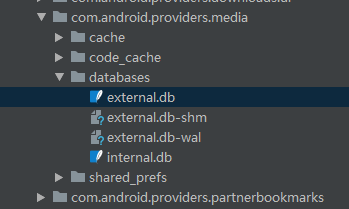 com.android.providers.media
cache
code_cache
databases
external.db
external.db-shm
external.db-wal
internal.db
shared_prefs
com.android.providers.partnerbookmarks